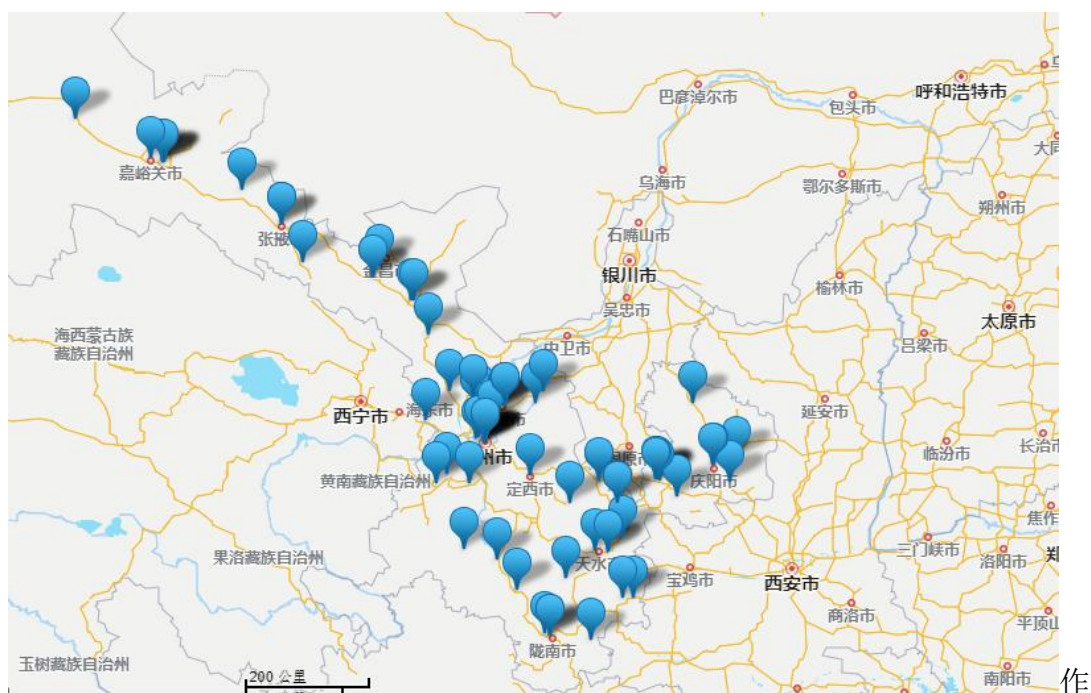 呼和浩特市
巴彦淖尔市
包头市
嘉峪关市
乌海市
鄂尔多斯市
朔州市
石嘴山市
银川市
榆林市
吴忠市
太原市
海西蒙古族
藏族自治州
中卫市
吕梁市
西宁市
延安市
临汾市
长治市
黄南藏族自治州
定西市
庆阳市
三门峡市
洛阳市
果洛藏族自治州
天水
宝鸡市
西安市
商洛市
平顶山
陇南市
玉树藏族自治州
200 公里
南阳市
作